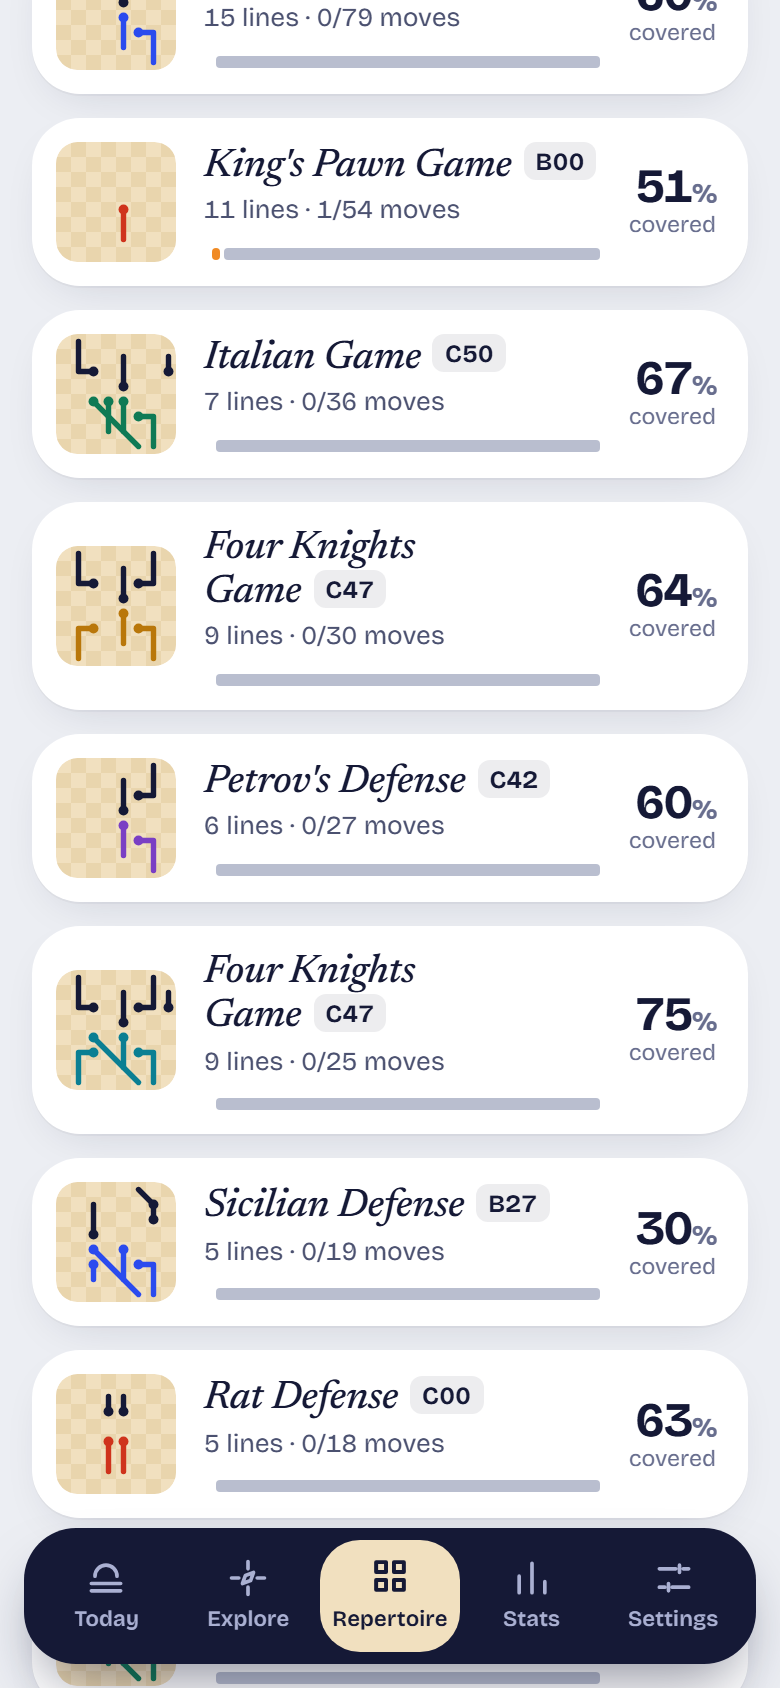 15 lines · 0/79 moves
60%
covered
King's Pawn Game B00
11 lines · 1/54 moves
51%
covered
Italian Game C50
7 lines · 0/36 moves
67%
covered
Four Knights
Game C47
9 lines · 0/30 moves
64%
covered
Petrov's Defense C42
6 lines · 0/27 moves
60%
covered
Four Knights
Game C47
9 lines · 0/25 moves
75%
covered
Sicilian Defense B27
5 lines · 0/19 moves
30%
covered
Rat Defense C00
5 lines · 0/18 moves
63%
covered
Today Explore Repertoire Stats Settings